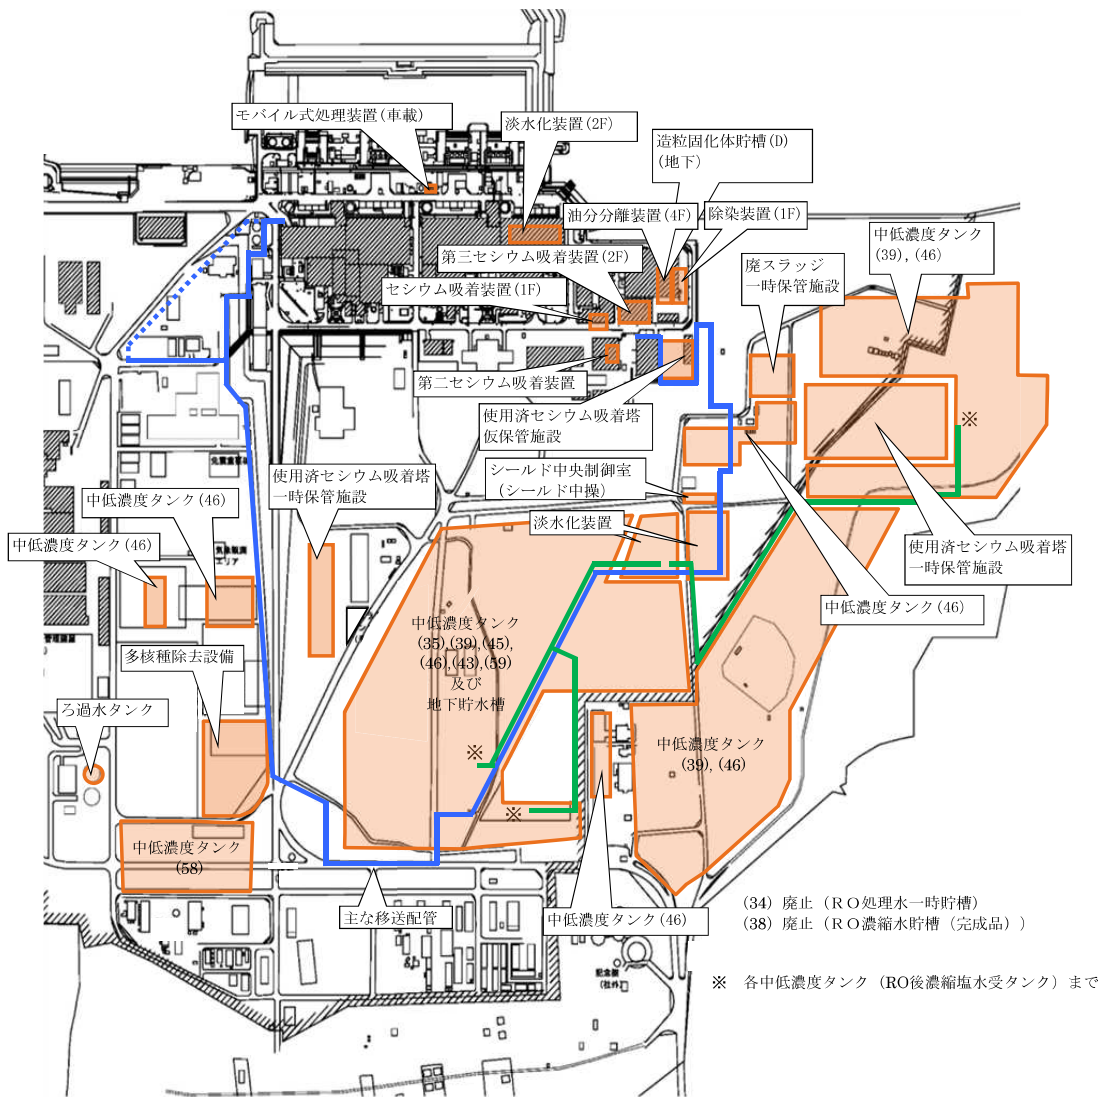 モバイル式処理装置(車載)
淡水化装置(2F)
造粒固化体貯槽(D)
(地下)
油分分離装置(4F)
除染装置(1F)
中低濃度タンク
(39), (46)
第三セシウム吸着装置(2F)
廃スラッジ
一時保管施設
セシウム吸着装置(1F)
第二セシウム吸着装置
使用済セシウム吸着塔
仮保管施設
シールド中央制御室
(シールド中操)
使用済セシウム吸着塔
一時保管施設
中低濃度タンク(46)
淡水化装置
※
中低濃度タンク(46)
使用済セシウム吸着塔
一時保管施設
気象観測
エリア
中低濃度タンク(46)
中低濃度タンク
(35),(39),(45),
(46),(43),(59)
及び
地下貯水槽
多核種除去設備
ろ過水タンク
※
中低濃度タンク
(39), (46)
※
中低濃度タンク
(58)
主な移送配管
中低濃度タンク(46)
(34) 廃止（ＲＯ処理水一時貯槽）
(38) 廃止（ＲＯ濃縮水貯槽（完成品））
記念館
(社外)
※ 各中低濃度タンク（RO後濃縮塩水受タンク）まで